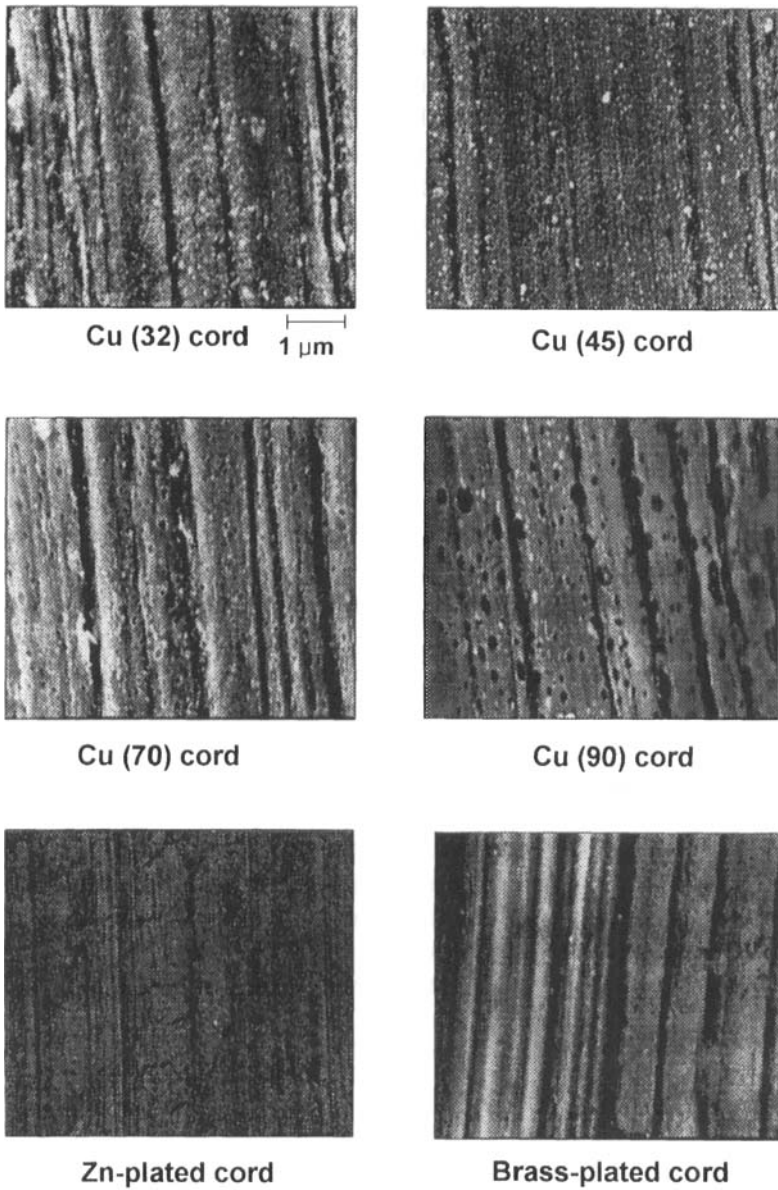 Cu (32) cord
1 μm
Cu (45) cord
Cu (70) cord
Cu (90) cord
Zn-plated cord
Brass-plated cord